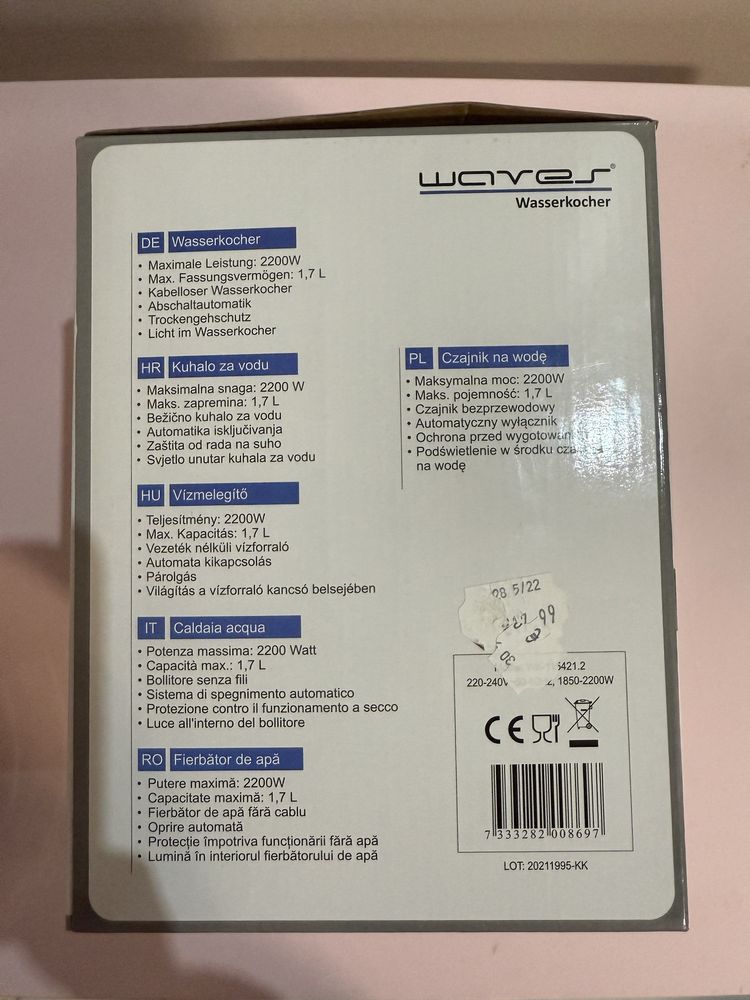 waves®
Wasserkocher
DE Wasserkocher
• Maximale Leistung: 2200W
• Max. Fassungsvermögen: 1,7 L
• Kabelloser Wasserkocher
• Abschaltautomatik
• Trockengehschutz
• Licht im Wasserkocher
HR Kuhalo za vodu
• Maksimalna snaga: 2200 W
• Maks. zapremina: 1,7 L
• Bežično kuhalo za vodu
• Automatika isključivanja
• Zaštita od rada na suho
• Svjetlo unutar kuhala za vodu
HU Vízmelegítő
• Teljesítmény: 2200W
• Max. Kapacitás: 1,7 L
• Vezeték nélküli vízforraló
• Automata kikapcsolás
• Párolgás
• Világítás a vízforraló kancsó belsejében
IT Caldaia acqua
• Potenza massima: 2200 Watt
• Capacità max.: 1,7 L
• Bollitore senza fili
• Sistema di spegnimento automatico
• Protezione contro il funzionamento a secco
• Luce all'interno del bollitore
RO Fierbător de apă
• Putere maximă: 2200W
• Capacitate maximă: 1,7 L
• Fierbător de apă fără cablu
• Oprire automată
• Protecție împotriva funcționării fără apă
• Lumină în interiorul fierbătorului de apă
PL Czajnik na wodę
• Maksymalna moc: 2200W
• Maks. pojemność: 1,7 L
• Czajnik bezprzewodowy
• Automatyczny wyłącznik
• Ochrona przed
• Podświetlenie w środku
na wodę
28 5/22
99
5421.2
220-240V 1850-2200W
CE
7 333282 008697
LOT: 20211995-KK